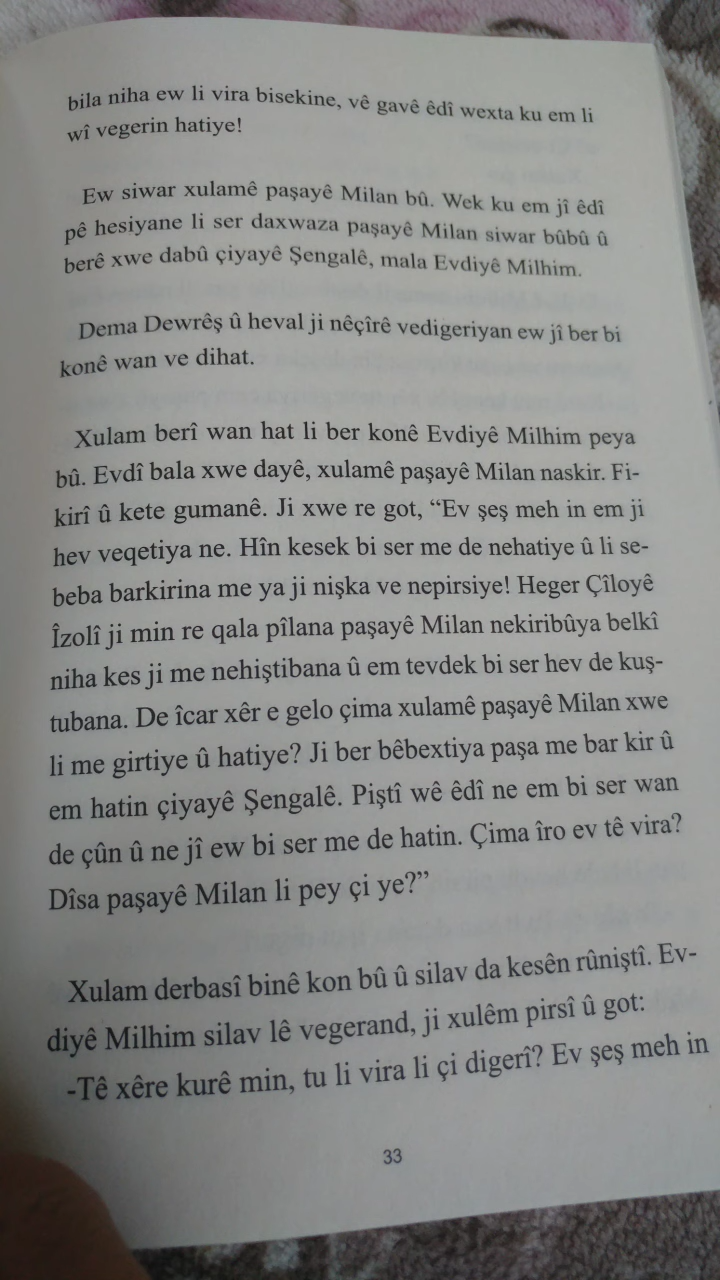 bila niha ew li vira bisekine, vê gavê êdî wexta ku em li
wî vegerin hatiye!
Ew siwar xulamê paşayê Milan bû. Wek ku em jî êdî
pê hesiyane li ser daxwaza paşayê Milan siwar bûbû û
berê xwe dabû çiyayê Şengalê, mala Evdiyê Milhim.
Dema Dewrêş û heval ji nêçîrê vedigeriyan ew jî ber bi
konê wan ve dihat.
Xulam berî wan hat li ber konê Evdiyê Milhim peya
bû. Evdî bala xwe dayê, xulamê paşayê Milan naskir. Fi-
kirî û kete gumanê. Ji xwe re got, “Ev şeş meh in em ji
hev veqetiya ne. Hîn kesek bi ser me de nehatiye û li se-
beba barkirina me ya ji nişka ve nepirsiye! Heger Çîloyê
Îzolî ji min re qala pîlana paşayê Milan nekiribûya belkî
niha kes ji me nehiştibana û em tevdek bi ser hev de kuş-
tubana. De îcar xêr e gelo çima xulamê paşayê Milan xwe
li me girtiye û hatiye? Ji ber bêbextiya paşa me bar kir û
em hatin çiyayê Şengalê. Piştî wê êdî ne em bi ser wan
de çûn û ne jî ew bi ser me de hatin. Çima îro ev tê vira?
Dîsa paşayê Milan li pey çi ye?”
Xulam derbasî binê kon bû û silav da kesên rûniştî. Ev-
diyê Milhim silav lê vegerand, ji xulêm pirsî û got:
-Tê xêre kurê min, tu li vira li çi digerî? Ev şeş meh in
33